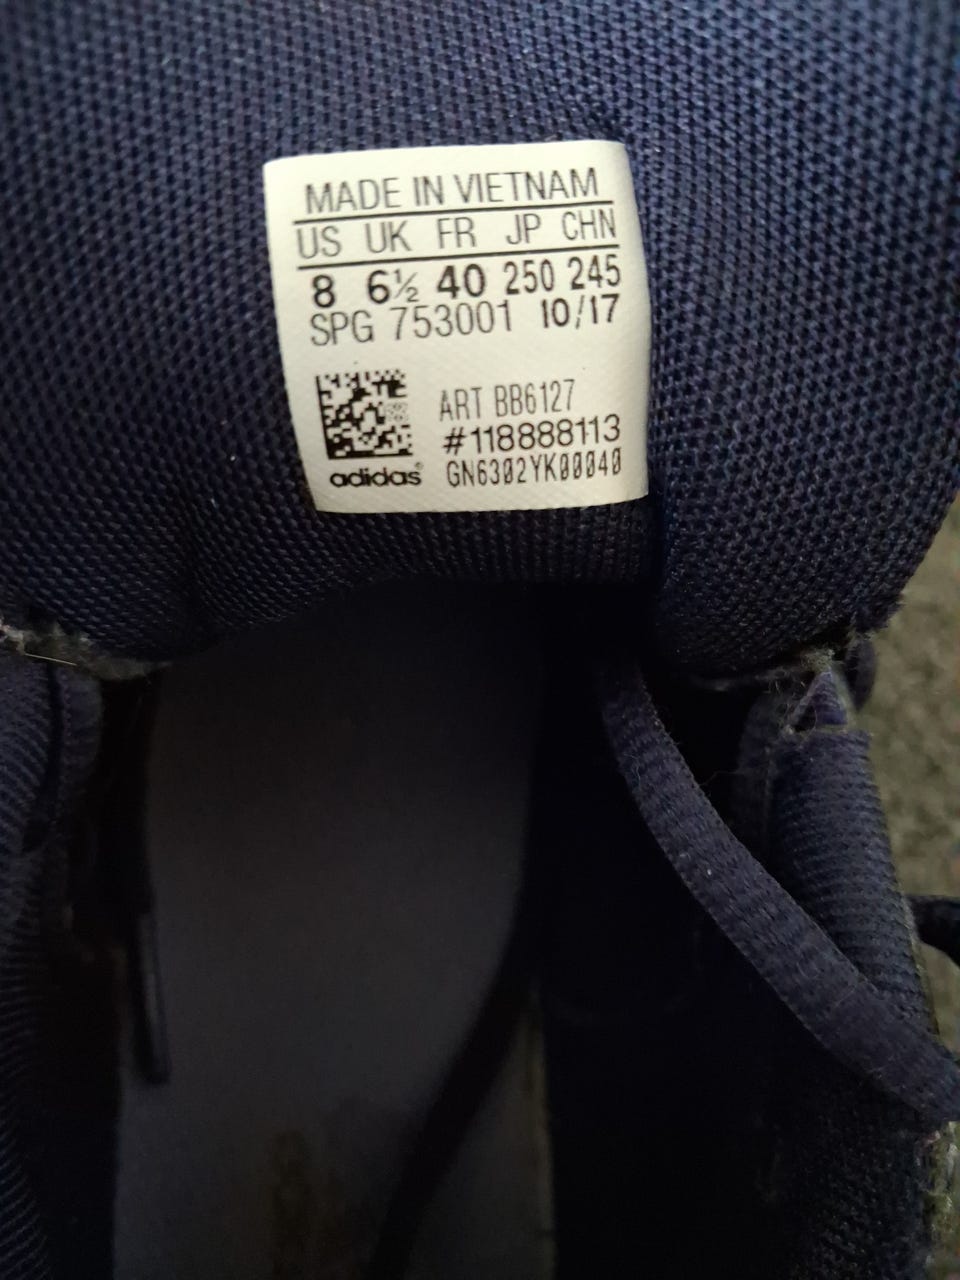 MADE IN VIETNAM
US UK FR JP CHN
8 6½ 40 250 245
SPG 753001 10/17
ART BB6127
#118888113
adidas® GN6302YK00040